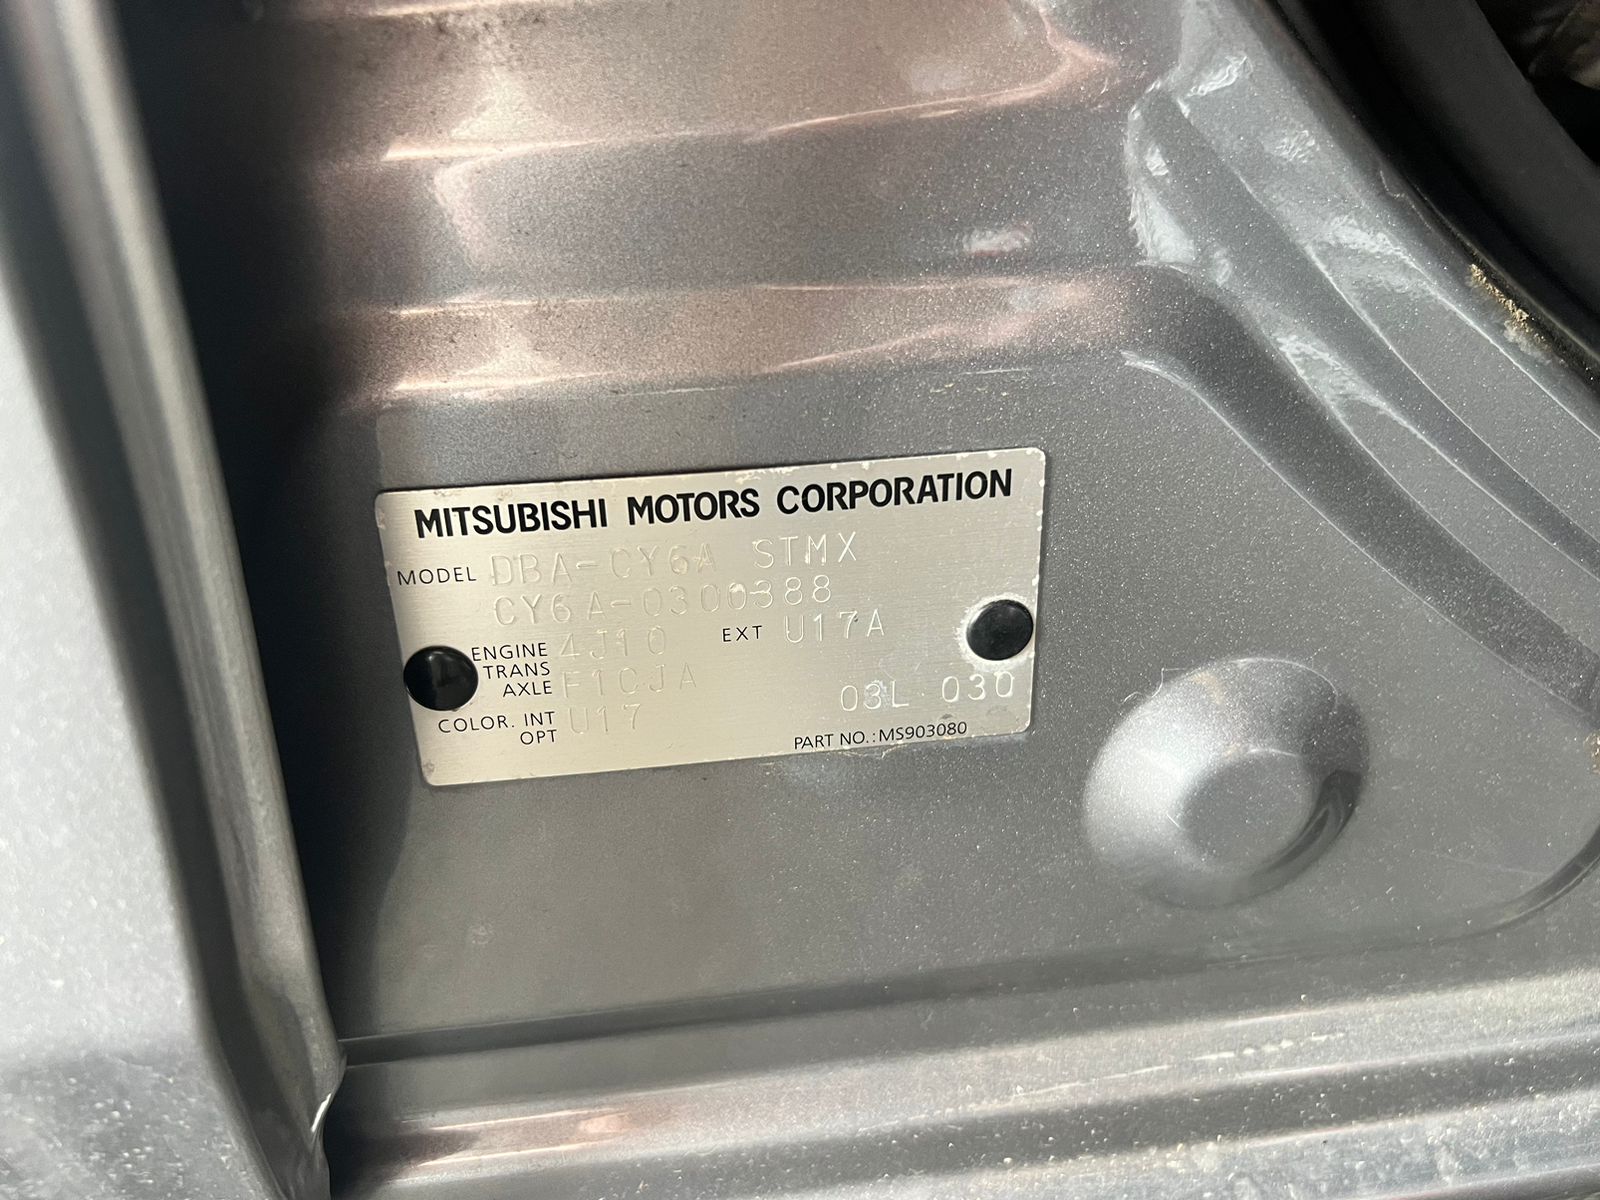 MITSUBISHI MOTORS CORPORATION
MODEL DBA-CY6A STMX
CY6A-0300388
ENGINE 4J10 EXT U17A
TRANS
AXLE F1CJA
COLOR. INT U17 03L 030
OPT
PART NO.:MS903080